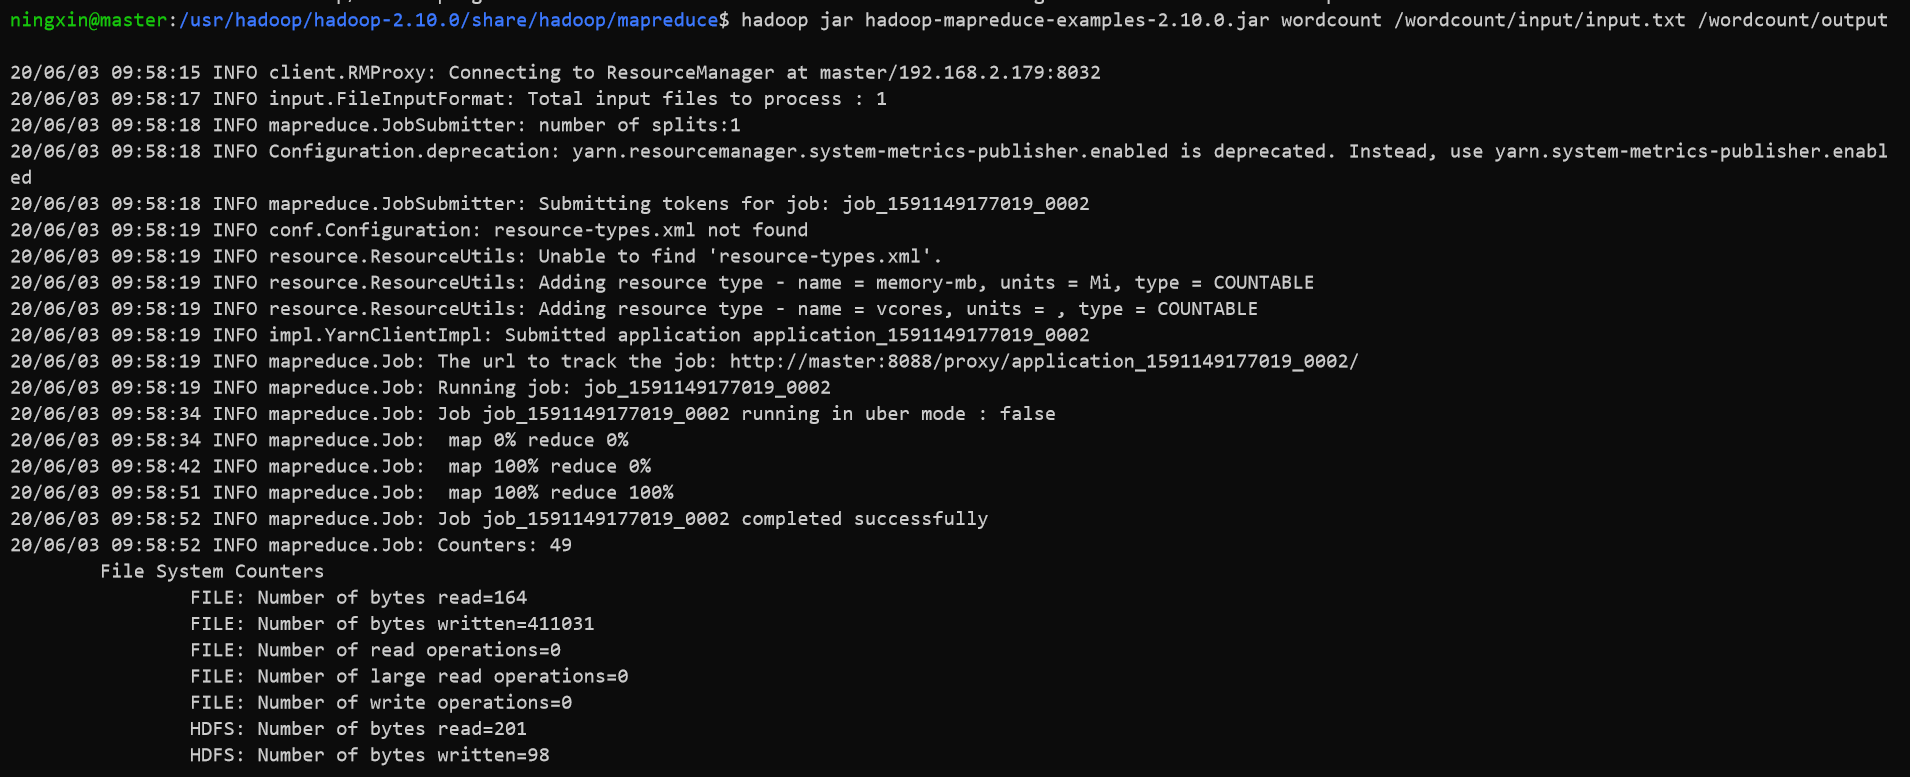 ningxin@master:/usr/hadoop/hadoop-2.10.0/share/hadoop/mapreduce$ hadoop jar hadoop-mapreduce-examples-2.10.0.jar wordcount /wordcount/input/input.txt /wordcount/output
20/06/03 09:58:15 INFO client.RMProxy: Connecting to ResourceManager at master/192.168.2.179:8032
20/06/03 09:58:17 INFO input.FileInputFormat: Total input files to process : 1
20/06/03 09:58:18 INFO mapreduce.JobSubmitter: number of splits:1
20/06/03 09:58:18 INFO Configuration.deprecation: yarn.resourcemanager.system-metrics-publisher.enabled is deprecated. Instead, use yarn.system-metrics-publisher.enabl
ed
20/06/03 09:58:18 INFO mapreduce.JobSubmitter: Submitting tokens for job: job_1591149177019_0002
20/06/03 09:58:19 INFO conf.Configuration: resource-types.xml not found
20/06/03 09:58:19 INFO resource.ResourceUtils: Unable to find 'resource-types.xml'.
20/06/03 09:58:19 INFO resource.ResourceUtils: Adding resource type - name = memory-mb, units = Mi, type = COUNTABLE
20/06/03 09:58:19 INFO resource.ResourceUtils: Adding resource type - name = vcores, units = , type = COUNTABLE
20/06/03 09:58:19 INFO impl.YarnClientImpl: Submitted application application_1591149177019_0002
20/06/03 09:58:19 INFO mapreduce.Job: The url to track the job: http://master:8088/proxy/application_1591149177019_0002/
20/06/03 09:58:19 INFO mapreduce.Job: Running job: job_1591149177019_0002
20/06/03 09:58:34 INFO mapreduce.Job: Job job_1591149177019_0002 running in uber mode : false
20/06/03 09:58:34 INFO mapreduce.Job:  map 0% reduce 0%
20/06/03 09:58:42 INFO mapreduce.Job:  map 100% reduce 0%
20/06/03 09:58:51 INFO mapreduce.Job:  map 100% reduce 100%
20/06/03 09:58:52 INFO mapreduce.Job: Job job_1591149177019_0002 completed successfully
20/06/03 09:58:52 INFO mapreduce.Job: Counters: 49
File System Counters
FILE: Number of bytes read=164
FILE: Number of bytes written=411031
FILE: Number of read operations=0
FILE: Number of large read operations=0
FILE: Number of write operations=0
HDFS: Number of bytes read=201
HDFS: Number of bytes written=98